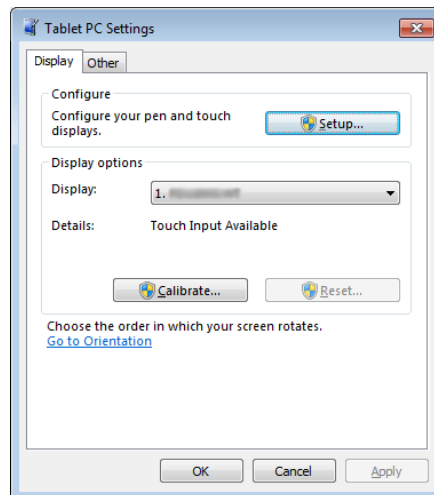 Tablet PC Settings
Display Other
Configure
Configure your pen and touch
displays.
Setup...
Display options
Display: 1.
Details: Touch Input Available
Calibrate... Reset...
Choose the order in which your screen rotates.
Go to Orientation
OK Cancel Apply